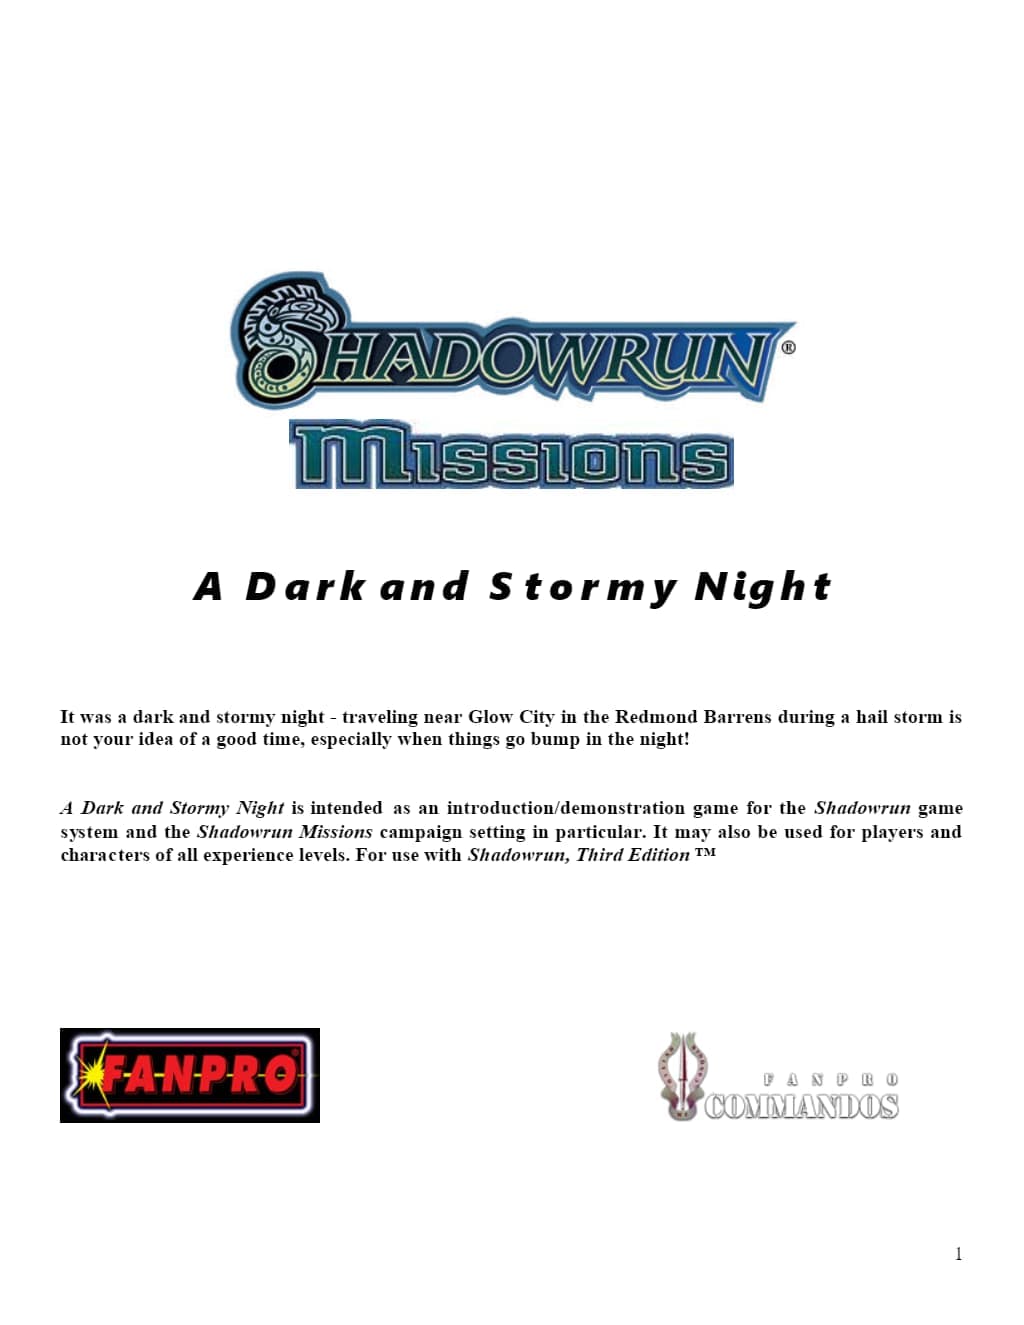 SHADOWRUN®
Missions
A Dark and Stormy Night
It was a dark and stormy night - traveling near Glow City in the Redmond Barrens during a hail storm is
not your idea of a good time, especially when things go bump in the night!
A Dark and Stormy Night is intended as an introduction/demonstration game for the Shadowrun game
system and the Shadowrun Missions campaign setting in particular. It may also be used for players and
characters of all experience levels. For use with Shadowrun, Third Edition ™
FANPRO®
FANPRO
COMMANDOS
1